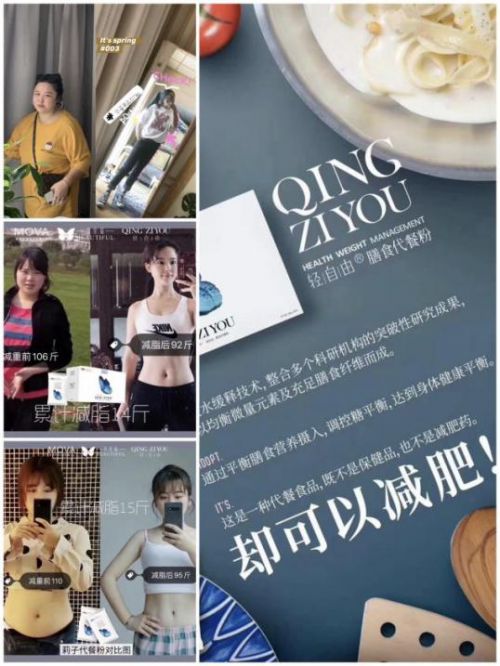 It's spring
#003
MOVA
BEAUTIFUL
QING ZIYOU
轻自由
减重前106斤
减脂后92斤
累计减脂14斤
MOVA
BEAUTIFUL
QING ZIYOU
累计减脂15斤
减重前110
减脂后95斤
莉子代餐粉对比图
QING
ZIYOU
HEALTH WEIGHT MANAGEMENT
轻自由®膳食代餐粉
ZIYOU
水缓释技术,整合多个科研机构的突破性研究成果,
以均衡微量元素及充足膳食纤维而成。
通过平衡膳食营养摄入,调控糖平衡,达到身体健康平衡。
IT'S.
这是一种代餐食品,既不是保健品,也不是减肥药。
却可以减肥!